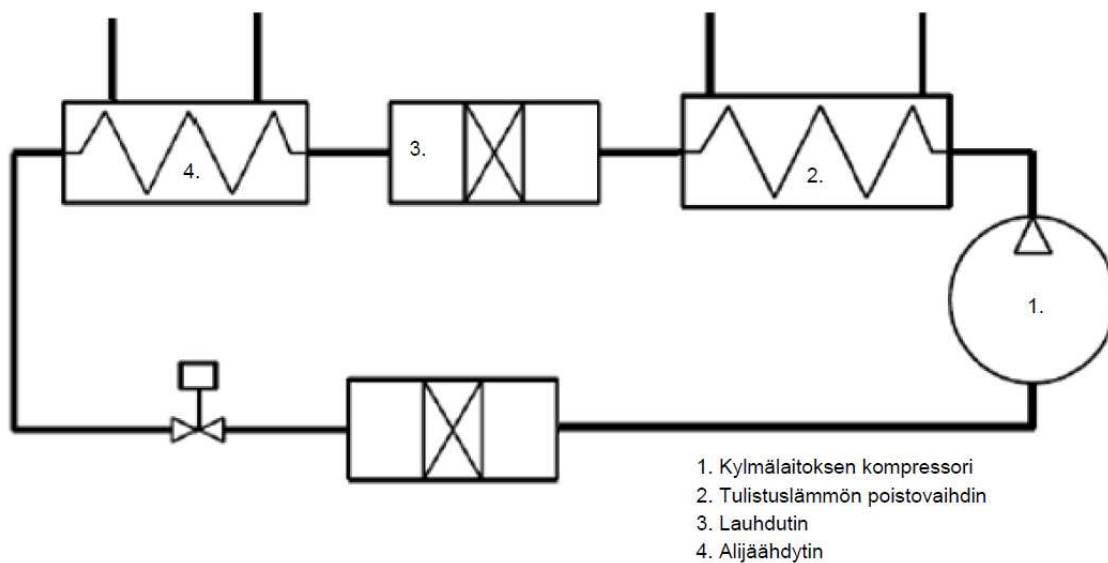 4.
3.
2.
1.
1. Kylmälaitoksen kompressori
2. Tulistuslämmön poistovaihdin
3. Lauhdutin
4. Alijäähdytin